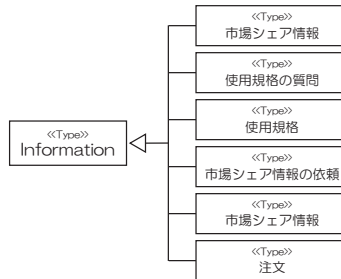 «Type»
市場シェア情報
«Type»
使用規格の質問
«Type»
使用規格
«Type»
Information
«Type»
市場シェア情報の依頼
«Type»
市場シェア情報
«Type»
注文